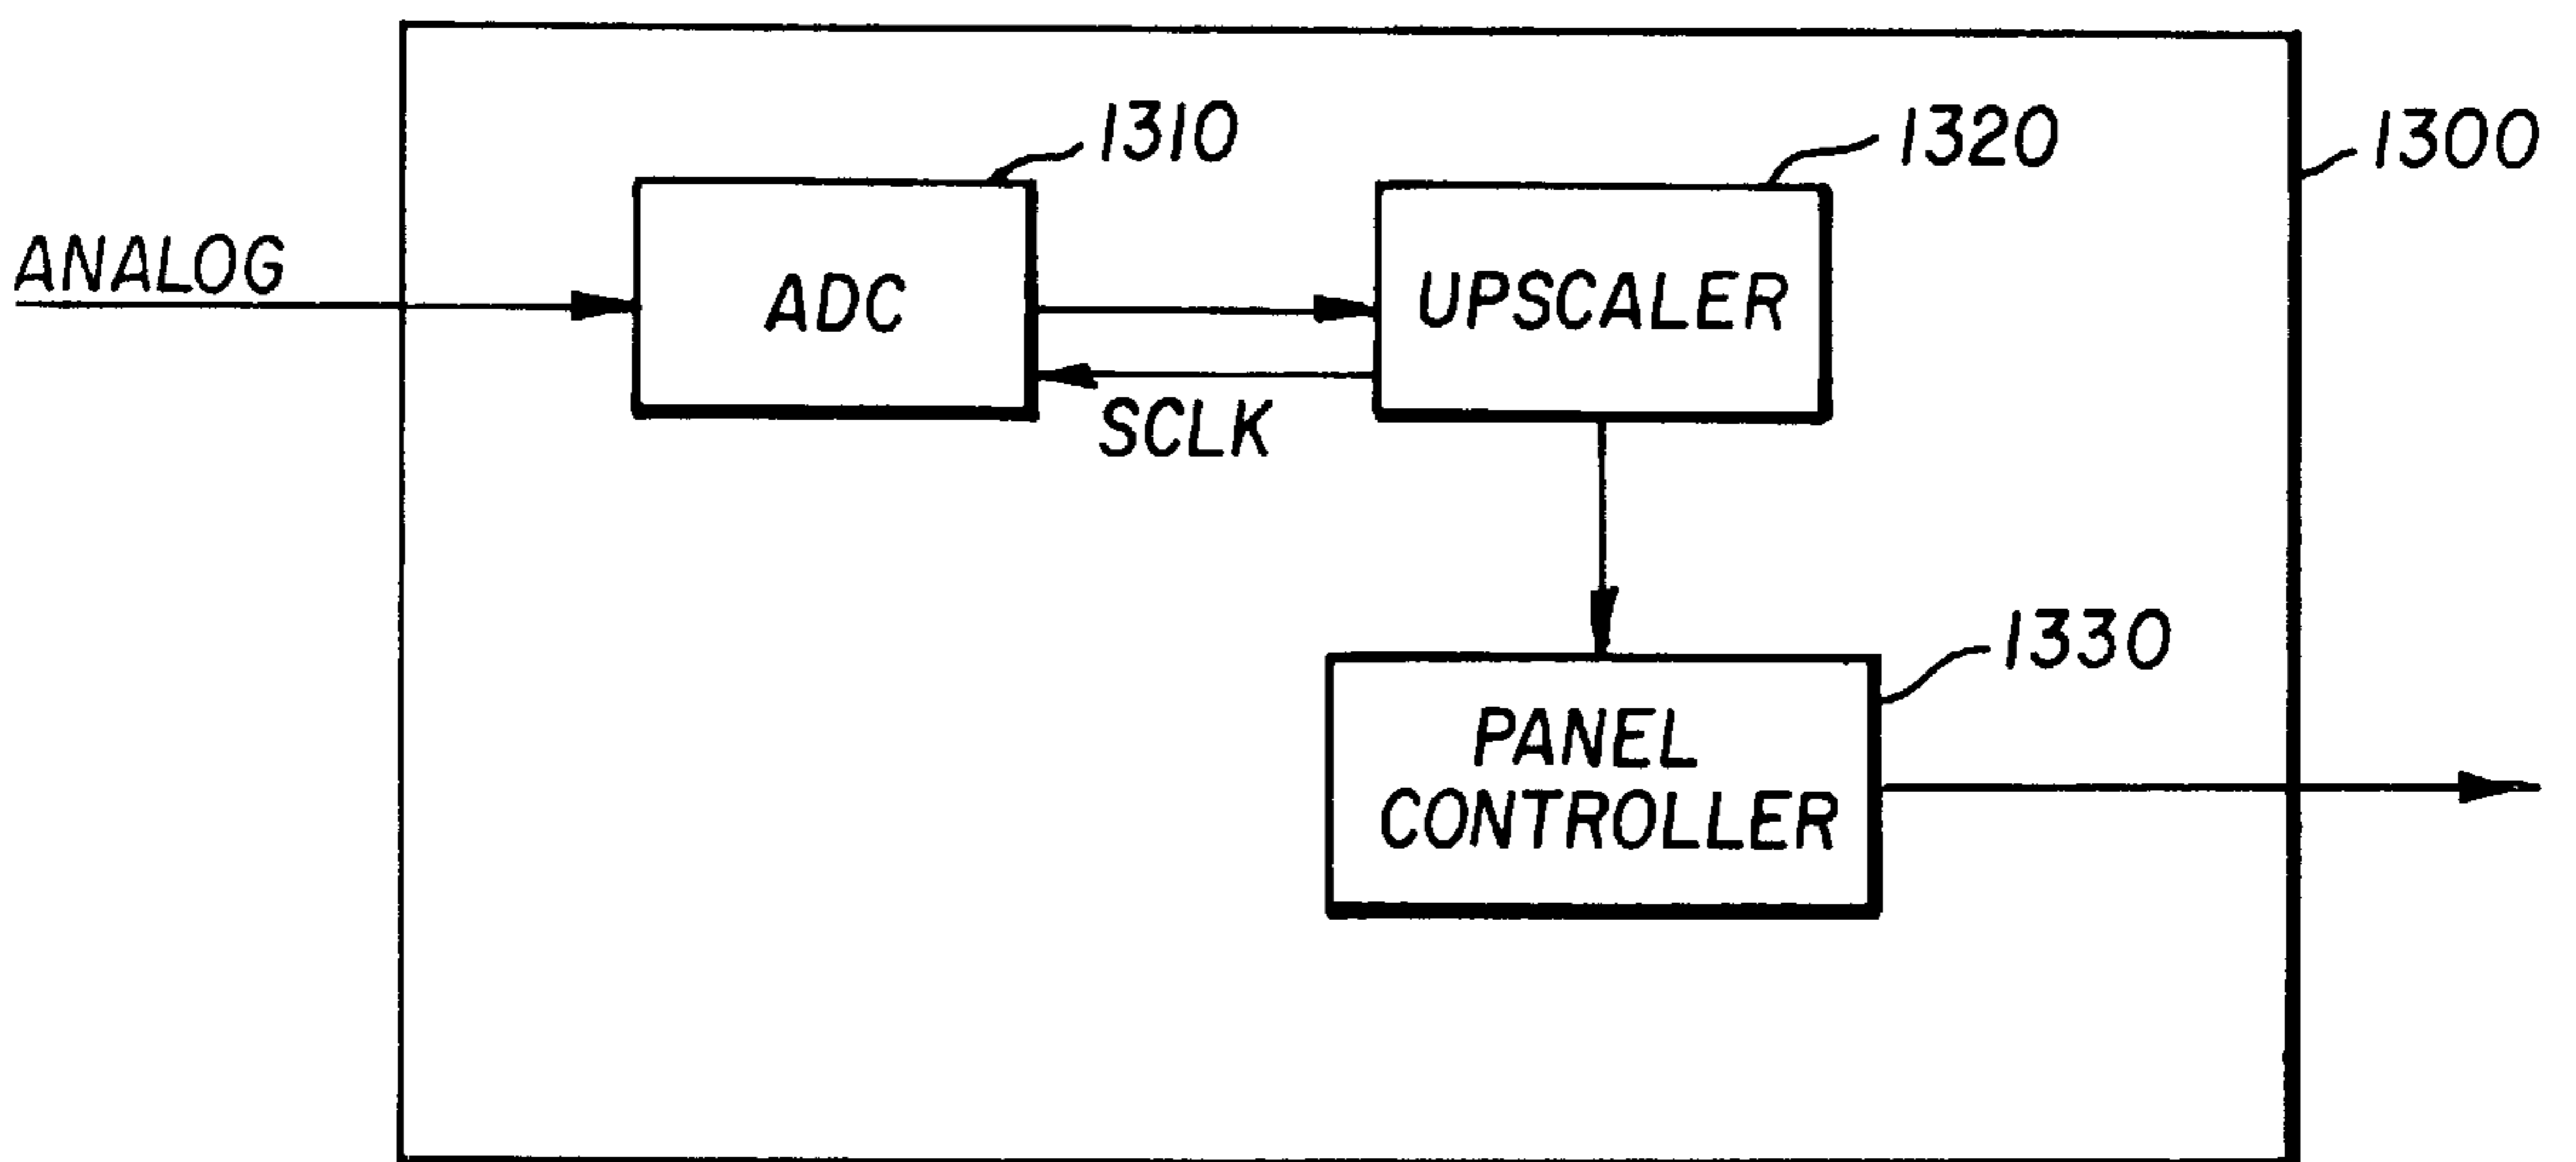 1310
1320
1300
ANALOG
ADC
UPSCALER
SCLK
1330
PANEL
CONTROLLER